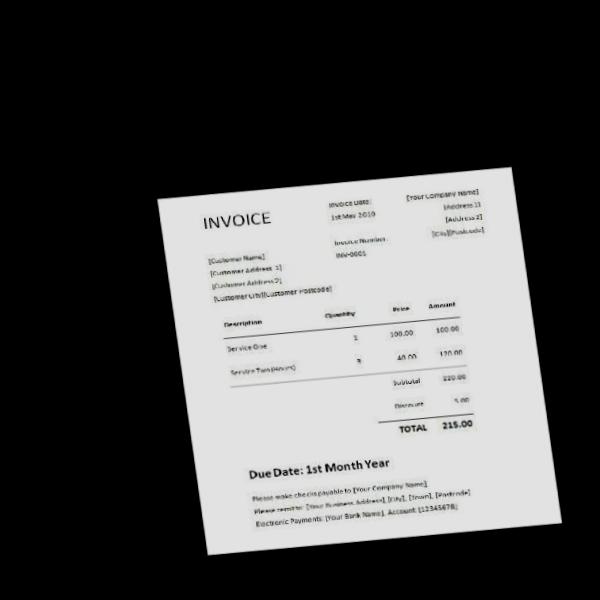 INVOICE
Invoice Date:
1st May 2010
Invoice Number:
INV-0001
[Your Company Name]
[Address 1]
[Address 2]
[City][Postcode]
[Customer Name]
[Customer Address 1]
[Customer Address 2]
[Customer City][Customer Postcode]
Description Quantity Price Amount
Service One 1 100.00 100.00
Service Two (Hours) 3 40.00 120.00
Subtotal 220.00
Discount 5.00
TOTAL 215.00
Due Date: 1st Month Year
Please make checks payable to [Your Company Name]
Please remit to: [Your Business Address], [City], [Town], [Postcode]
Electronic Payments: [Your Bank Name], Account: [12345678]